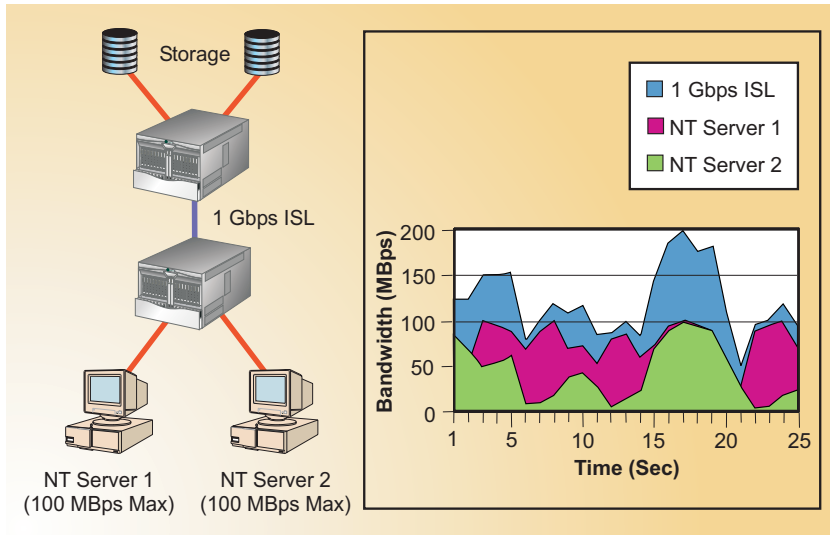 Storage
1 Gbps ISL
NT Server 1
(100 MBps Max)
NT Server 2
(100 MBps Max)
1 Gbps ISL
NT Server 1
NT Server 2
Bandwidth (MBps)
200
150
100
50
0
1
5
10
15
20
25
Time (Sec)